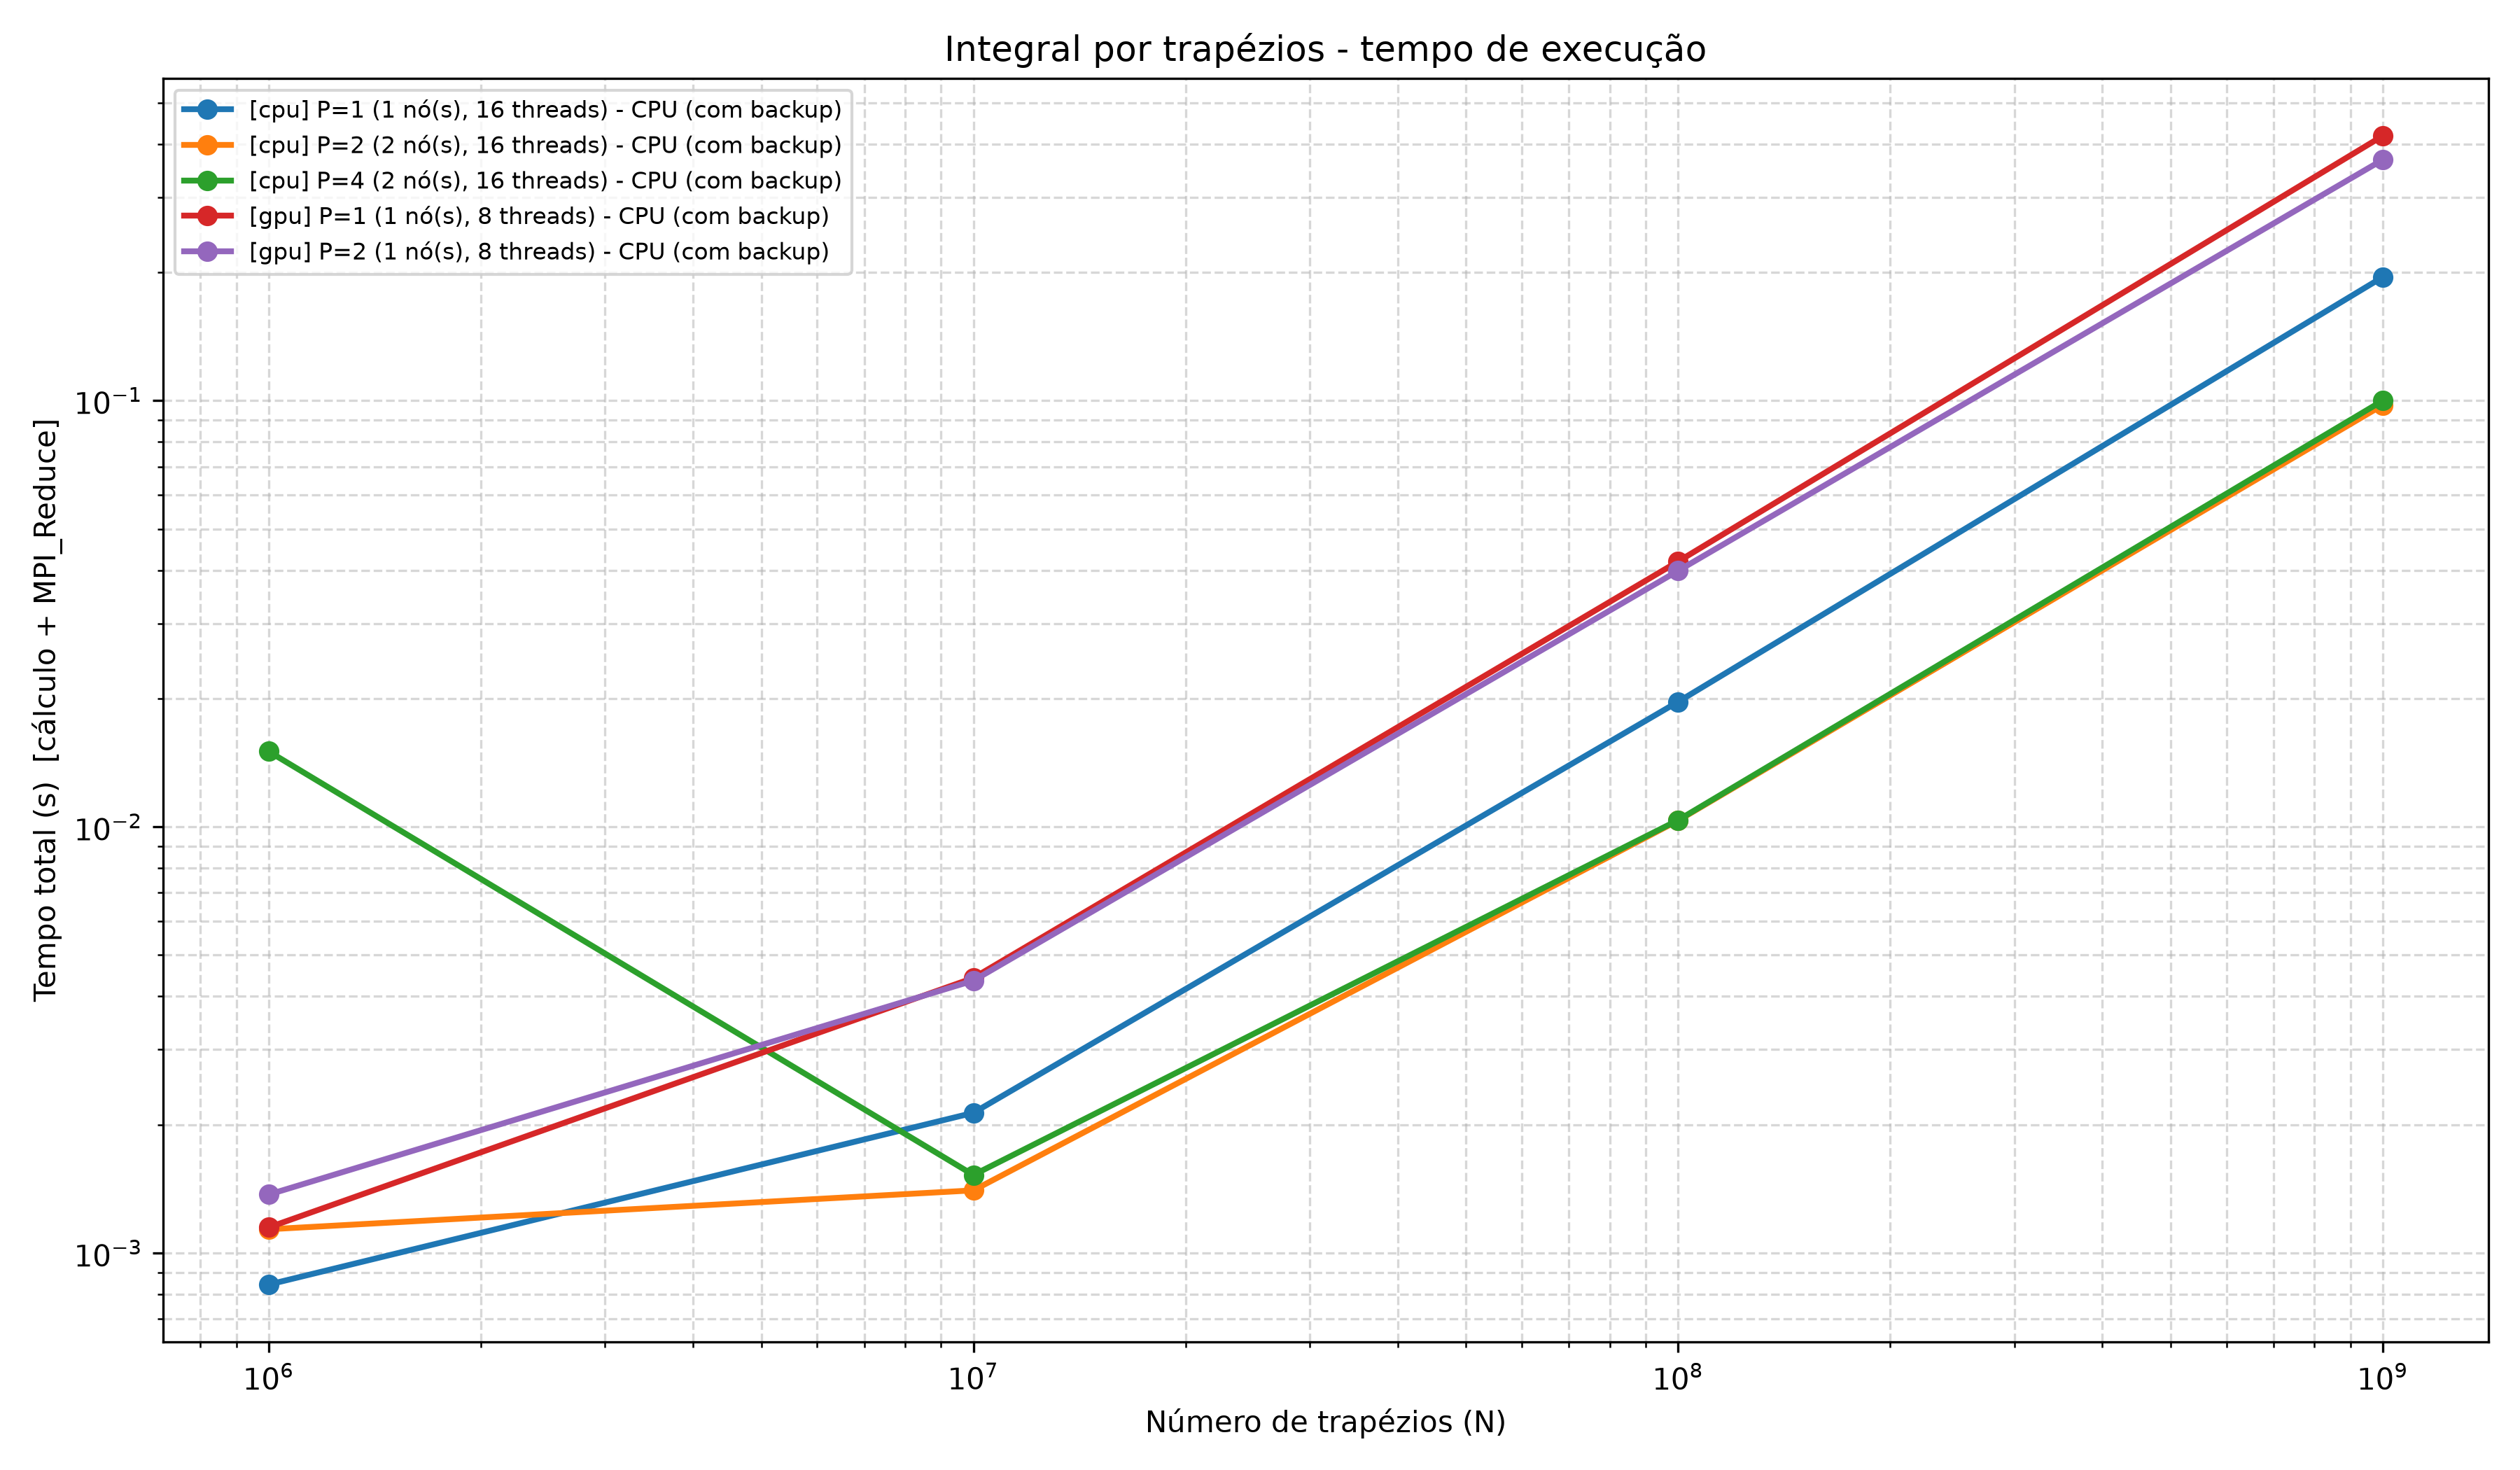 Integral por trapézios - tempo de execução
[cpu] P=1 (1 nó(s), 16 threads) - CPU (com backup)
[cpu] P=2 (2 nó(s), 16 threads) - CPU (com backup)
[cpu] P=4 (2 nó(s), 16 threads) - CPU (com backup)
[gpu] P=1 (1 nó(s), 8 threads) - CPU (com backup)
[gpu] P=2 (1 nó(s), 8 threads) - CPU (com backup)
Tempo total (s)  [cálculo + MPI_Reduce]
10⁻¹
10⁻²
10⁻³
10⁶ 10⁷ 10⁸ 10⁹
Número de trapézios (N)